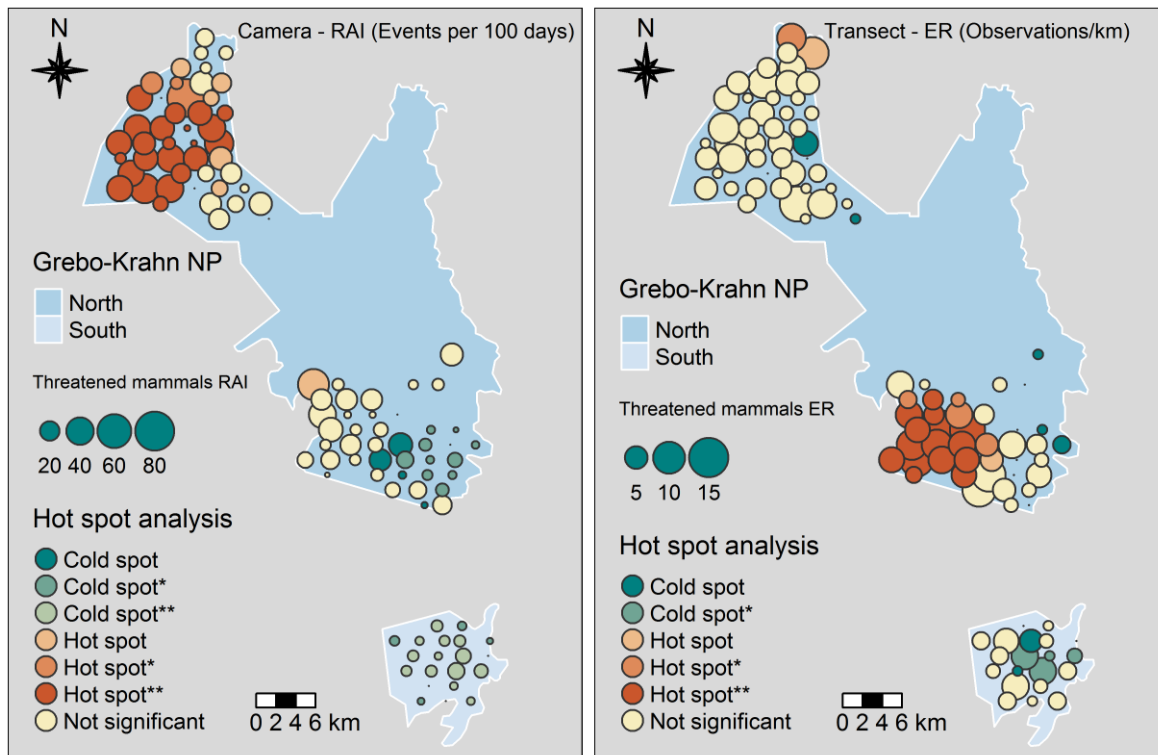 N
Camera - RAI (Events per 100 days)
Grebo-Krahn NP
North
South
Threatened mammals RAI
20 40 60 80
Hot spot analysis
Cold spot
Cold spot*
Cold spot**
Hot spot
Hot spot*
Hot spot**
Not significant
0 2 4 6 km
N
Transect - ER (Observations/km)
Grebo-Krahn NP
North
South
Threatened mammals ER
5 10 15
Hot spot analysis
Cold spot
Cold spot*
Hot spot
Hot spot*
Hot spot**
Not significant
0 2 4 6 km